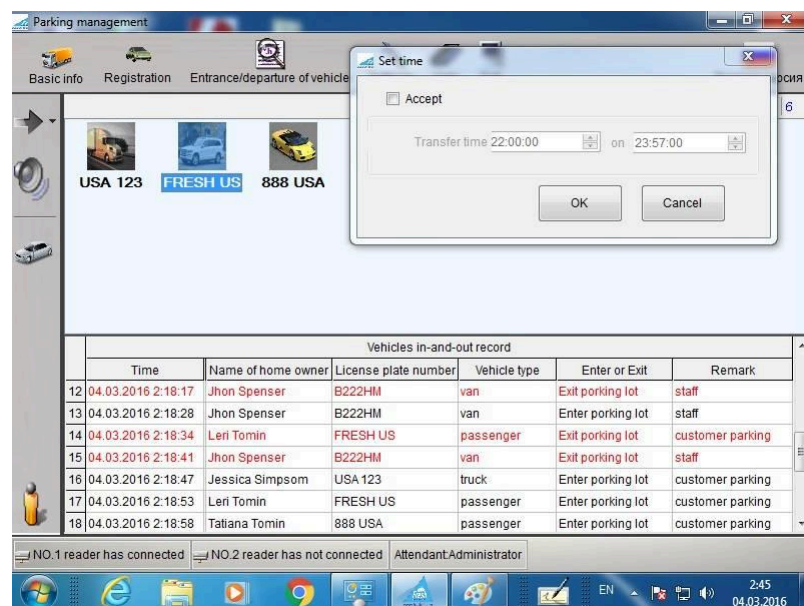 Parking management
Basic info Registration Entrance/departure of vehicle
Set time
Accept
Transfer time 22:00:00 on 23:57:00
OK Cancel
6
USA 123 FRESH US 888 USA
Vehicles in-and-out record
Time Name of home owner License plate number Vehicle type Enter or Exit Remark
12 04.03.2016 2:18:17 Jhon Spenser B222HM van Exit porking lot staff
13 04.03.2016 2:18:28 Jhon Spenser B222HM van Enter porking lot staff
14 04.03.2016 2:18:34 Leri Tomin FRESH US passenger Exit porking lot customer parking
15 04.03.2016 2:18:41 Jhon Spenser B222HM van Exit porking lot staff
16 04.03.2016 2:18:47 Jessica Simpsom USA 123 truck Enter porking lot customer parking
17 04.03.2016 2:18:53 Leri Tomin FRESH US passenger Enter porking lot customer parking
18 04.03.2016 2:18:58 Tatiana Tomin 888 USA passenger Enter porking lot customer parking
NO.1 reader has connected NO.2 reader has not connected Attendant:Administrator
EN 2:45
04.03.2016